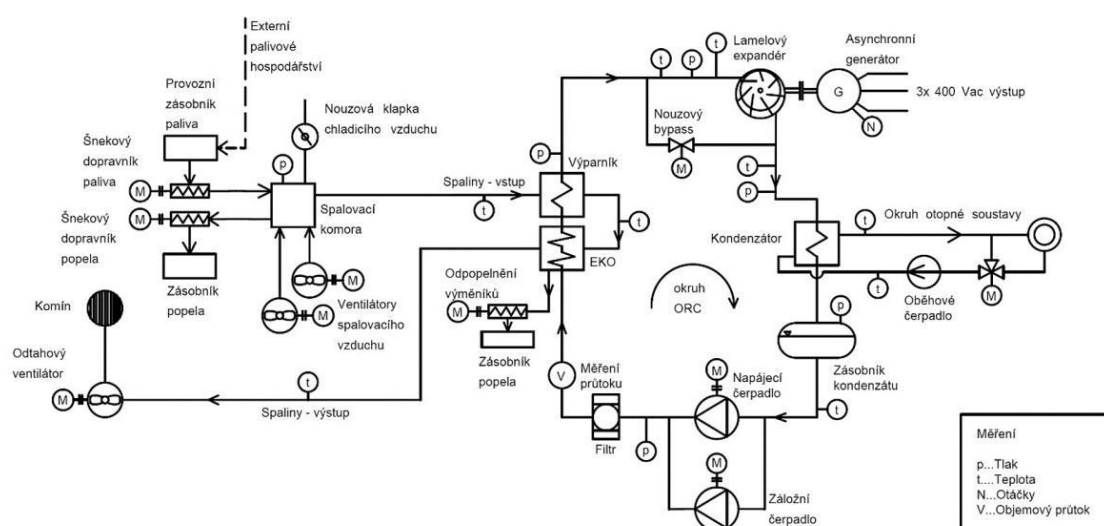 Externí
palivové
hospodářství
Provozní
zásobník
paliva
Nouzová klapka
chladicího vzduchu
Šnekový
dopravník
paliva
M
p
Šnekový
dopravník
popela
M
Spalovací
komora
Zásobník
popela
M
M
Ventilátory
spalovacího
vzduchu
Komín
Odtahový
ventilátor
M
t
Spaliny - výstup
Spaliny - vstup
t
p
Výparník
t
EKO
Odpopelnění
výměníků
M
Zásobník
popela
t
p
t
Lamelový
expandér
Asynchronní
generátor
G
3x 400 Vac výstup
N
Nouzový
bypass
M
t
p
Kondenzátor
t
Okruh otopné soustavy
t
Oběhové
čerpadlo
M
okruh
ORC
p
Zásobník
kondenzátu
t
V
Měření
průtoku
Filtr
p
M
Napájecí
čerpadlo
M
Záložní
čerpadlo
Měření
p...Tlak
t....Teplota
N...Otáčky
V...Objemový průtok